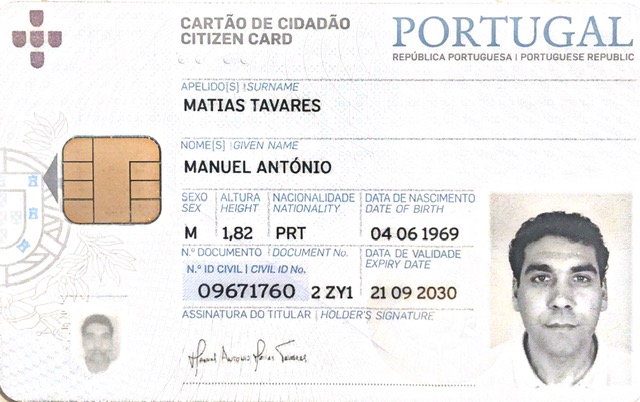 CARTÃO DE CIDADÃO
CITIZEN CARD
PORTUGAL
REPÚBLICA PORTUGUESA | PORTUGUESE REPUBLIC
APELIDO[S] | SURNAME
MATIAS TAVARES
NOME[S] | GIVEN NAME
MANUEL ANTÓNIO
SEXO ALTURA NACIONALIDADE DATA DE NASCIMENTO
SEX HEIGHT NATIONALITY DATE OF BIRTH
M 1,82 PRT 04 06 1969
N.º DOCUMENTO | DOCUMENT No. DATA DE VALIDADE
N.º ID CIVIL | CIVIL ID No. EXPIRY DATE
09671760 2 ZY1 21 09 2030
ASSINATURA DO TITULAR | HOLDER'S SIGNATURE
Manuel António Matias Tavares